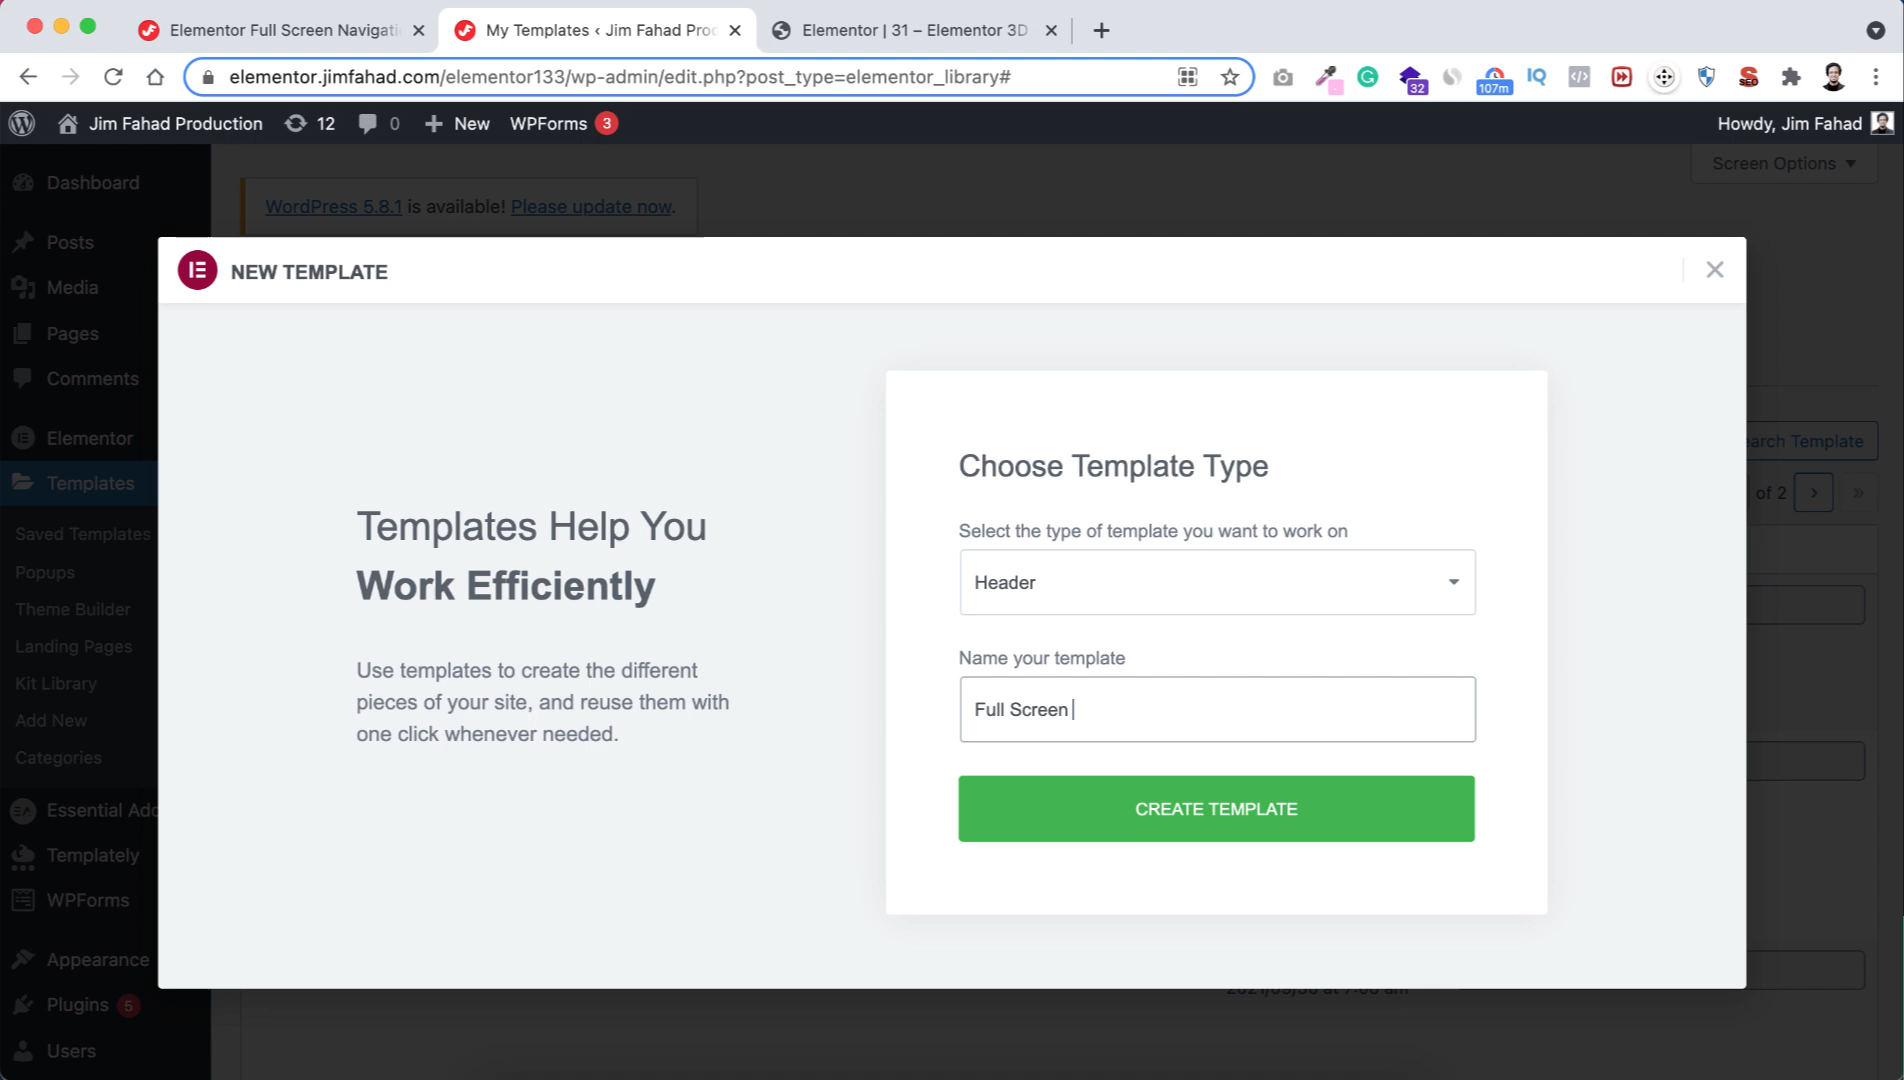 Elementor Full Screen Navigati
My Templates ‹ Jim Fahad Pro
Elementor | 31 – Elementor 3D
elementor.jimfahad.com/elementor133/wp-admin/edit.php?post_type=elementor_library#
32
107m
IQ
SEO
Jim Fahad Production
12
0
New
WPForms
3
Howdy, Jim Fahad
Screen Options
Dashboard
WordPress 5.8.1 is available! Please update now.
Posts
Media
Pages
Comments
Elementor
Templates
Saved Templates
Popups
Theme Builder
Landing Pages
Kit Library
Add New
Categories
Essential Add
Templately
WPForms
Appearance
Plugins 5
Users
NEW TEMPLATE
Templates Help You
Work Efficiently
Use templates to create the different
pieces of your site, and reuse them with
one click whenever needed.
Choose Template Type
Select the type of template you want to work on
Header
Name your template
Full Screen
CREATE TEMPLATE
earch Template
of 2